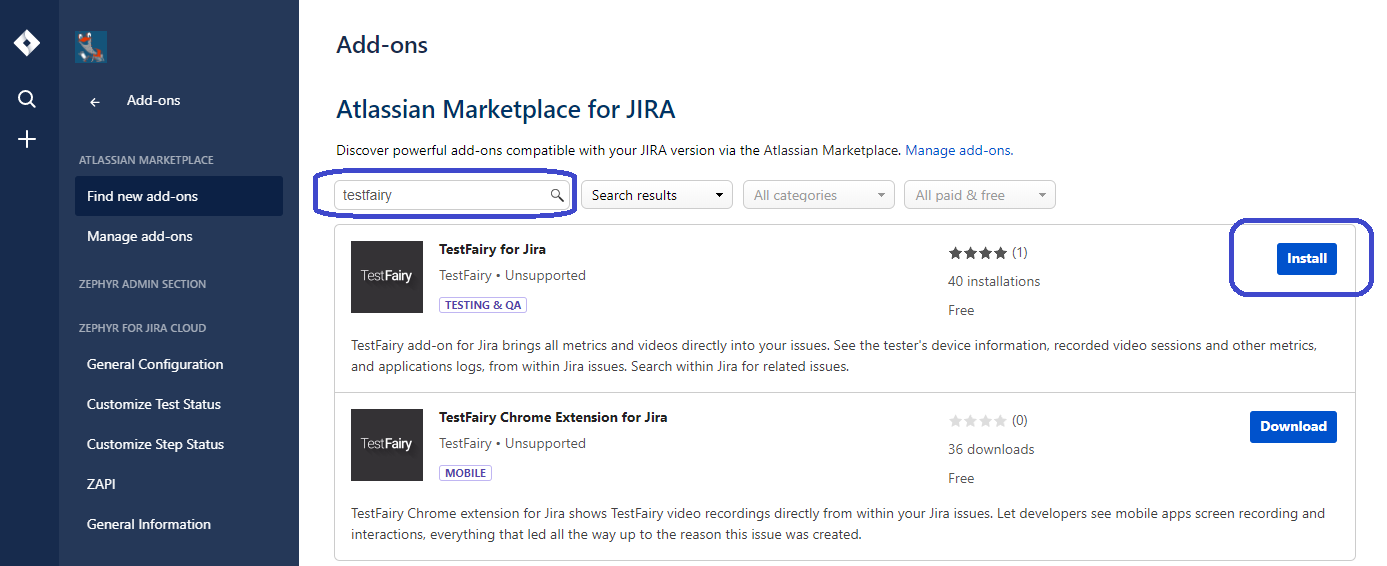 Add-ons
ATLASSIAN MARKETPLACE
Find new add-ons
Manage add-ons
ZEPHYR ADMIN SECTION
ZEPHYR FOR JIRA CLOUD
General Configuration
Customize Test Status
Customize Step Status
ZAPI
General Information
Add-ons
Atlassian Marketplace for JIRA
Discover powerful add-ons compatible with your JIRA version via the Atlassian Marketplace. Manage add-ons.
testfairy Search results All categories All paid & free
TestFairy
TestFairy for Jira
TestFairy • Unsupported
TESTING & QA
(1)
40 installations
Free
Install
TestFairy add-on for Jira brings all metrics and videos directly into your issues. See the tester's device information, recorded video sessions and other metrics,
and applications logs, from within Jira issues. Search within Jira for related issues.
TestFairy
TestFairy Chrome Extension for Jira
TestFairy • Unsupported
MOBILE
(0)
36 downloads
Free
Download
TestFairy Chrome extension for Jira shows TestFairy video recordings directly from within your Jira issues. Let developers see mobile apps screen recording and
interactions, everything that led all the way up to the reason this issue was created.